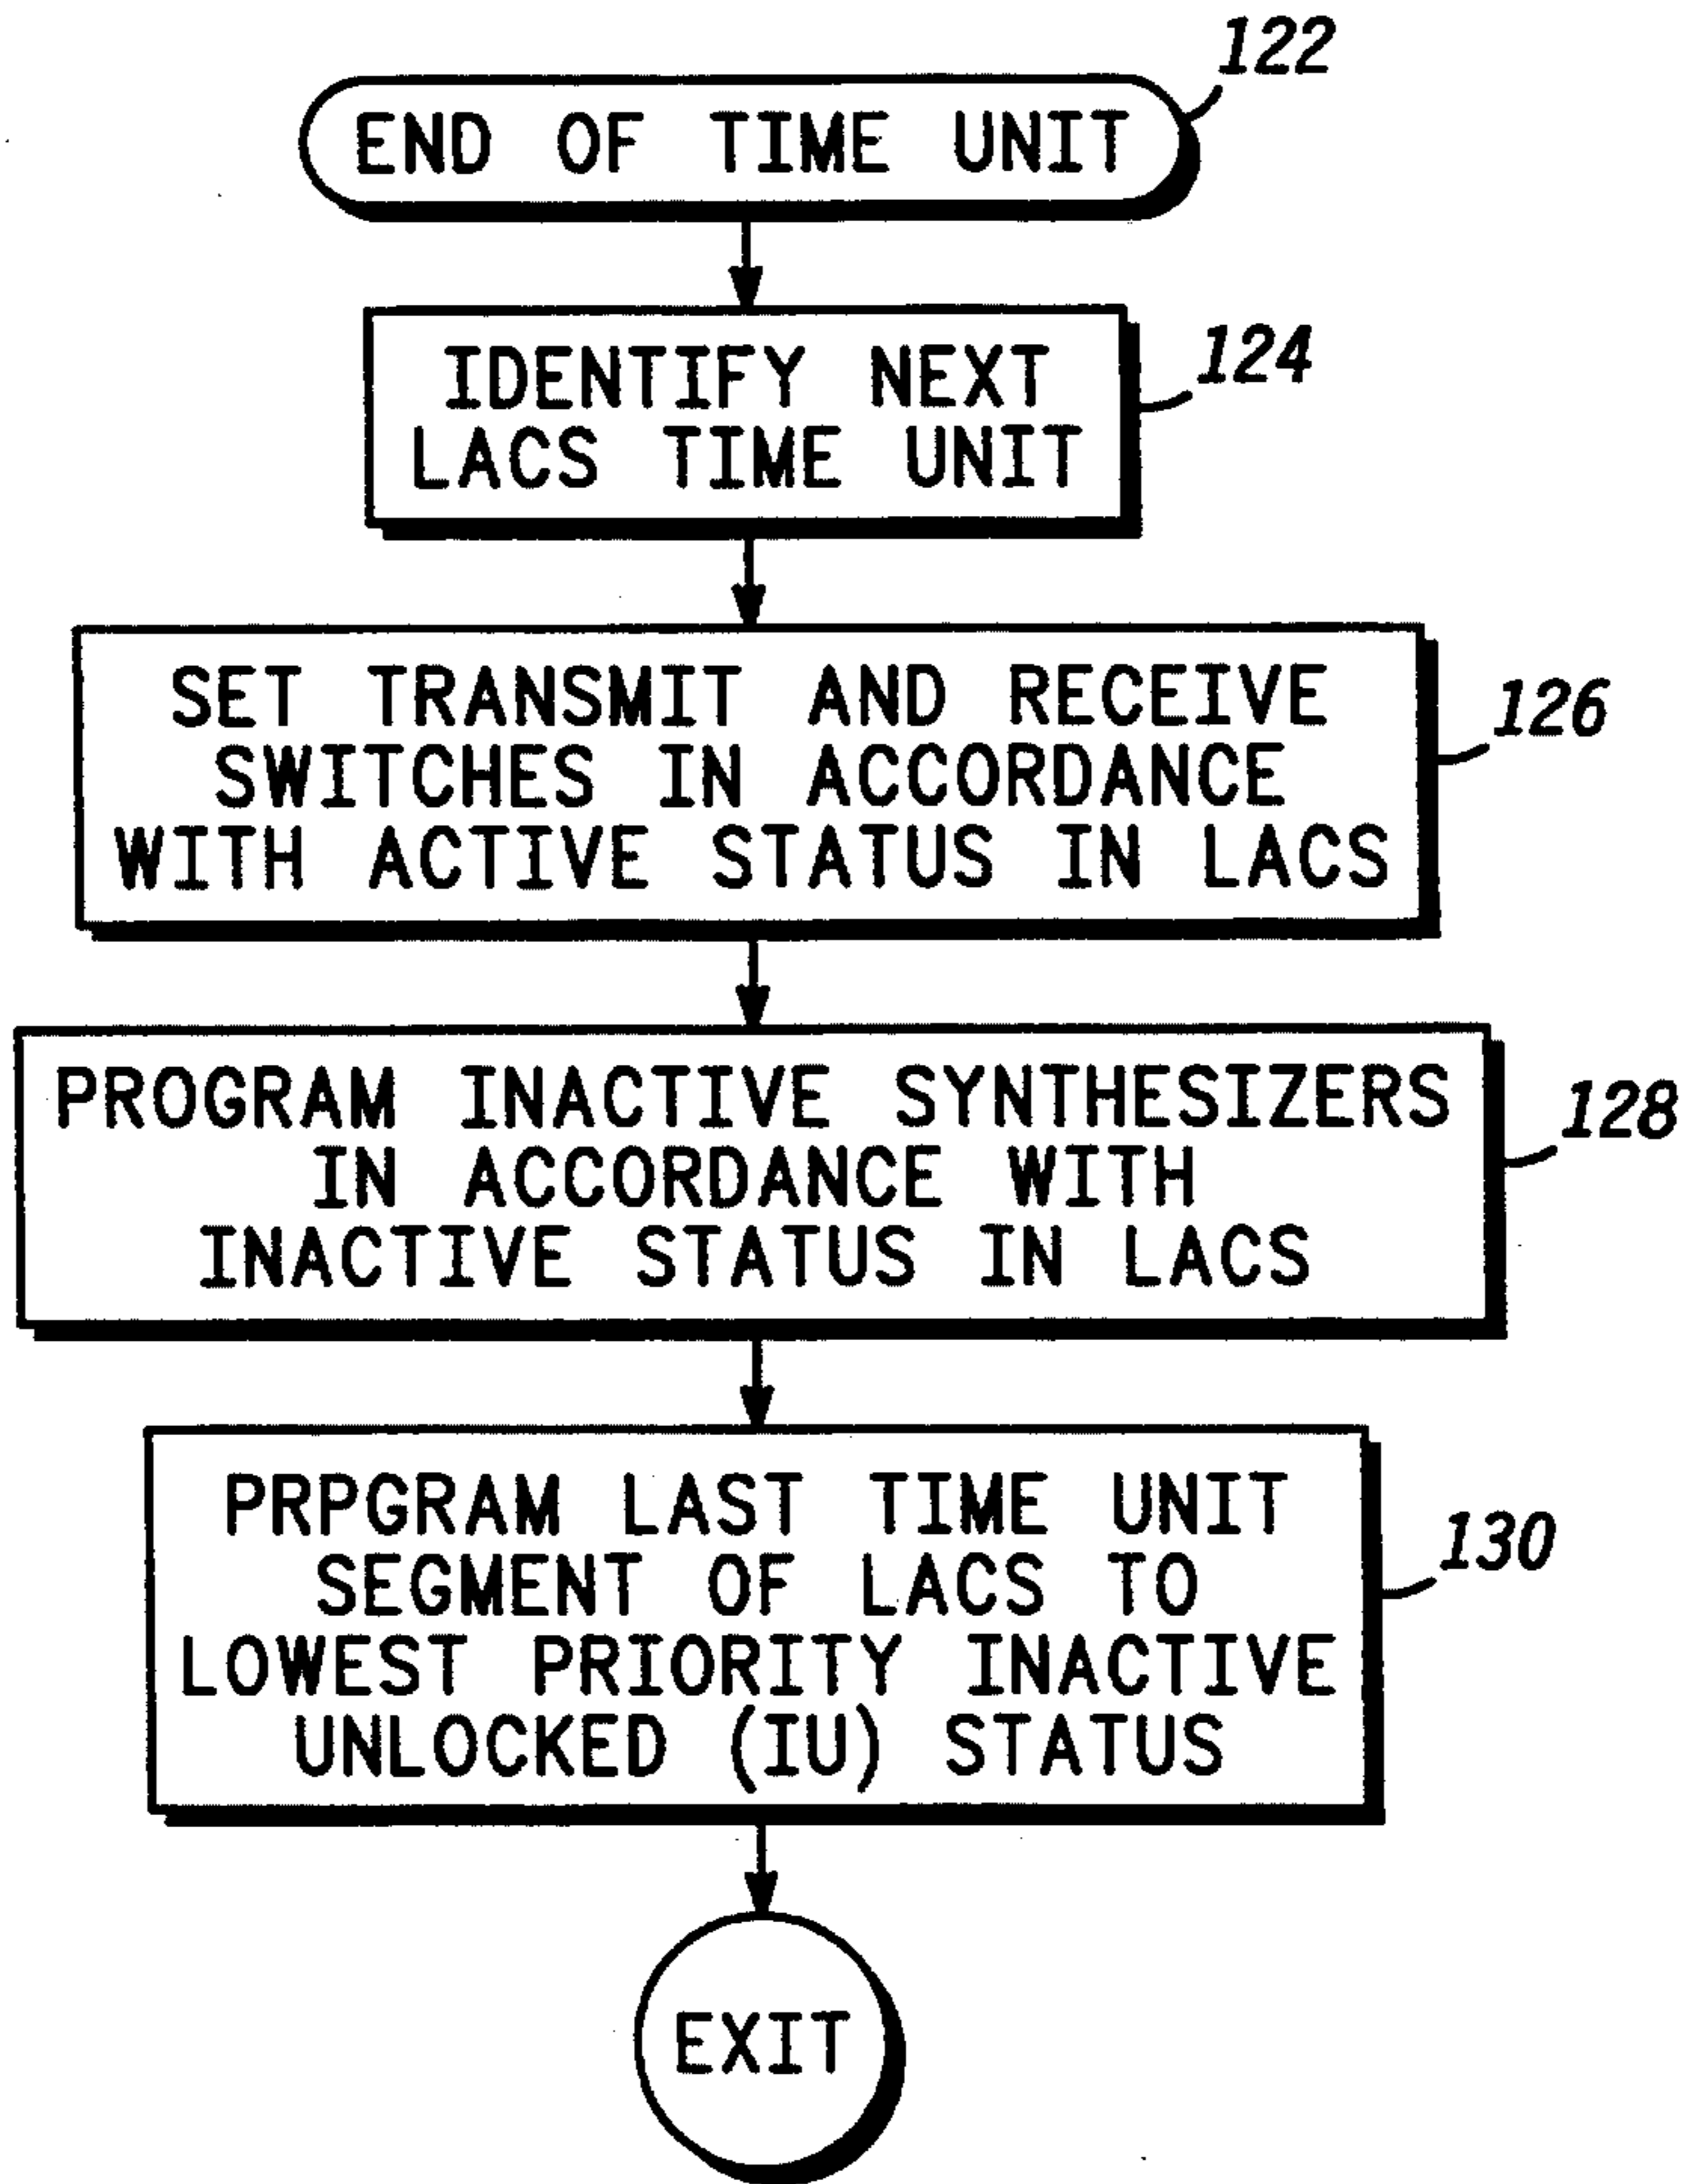 122
END OF TIME UNIT
IDENTIFY NEXT
LACS TIME UNIT
124
SET TRANSMIT AND RECEIVE
SWITCHES IN ACCORDANCE
WITH ACTIVE STATUS IN LACS
126
PROGRAM INACTIVE SYNTHESIZERS
IN ACCORDANCE WITH
INACTIVE STATUS IN LACS
128
PRPGRAM LAST TIME UNIT
SEGMENT OF LACS TO
LOWEST PRIORITY INACTIVE
UNLOCKED (IU) STATUS
130
EXIT